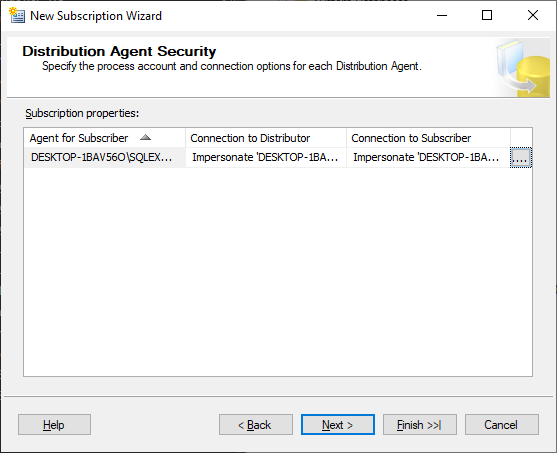 New Subscription Wizard
Distribution Agent Security
Specify the process account and connection options for each Distribution Agent.
Subscription properties:
Agent for Subscriber Connection to Distributor Connection to Subscriber
DESKTOP-1BAV56O\SQLEX... Impersonate 'DESKTOP-1BA... Impersonate 'DESKTOP-1BA... ....
Help < Back Next > Finish >>| Cancel